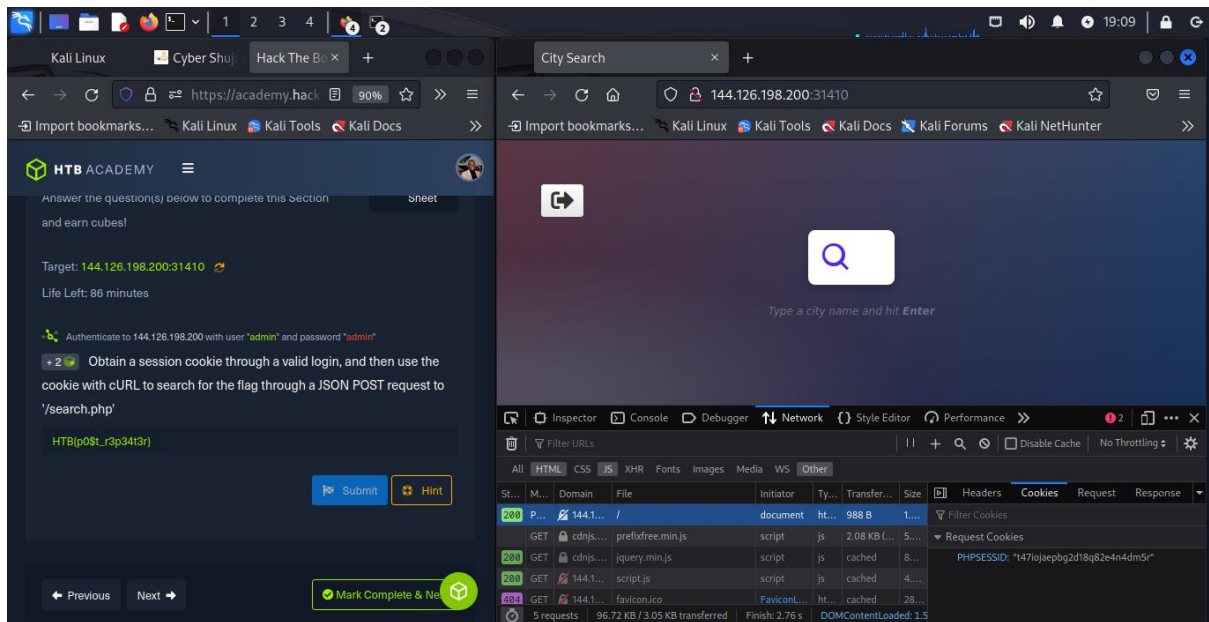 1 2 3 4
4
2
19:09
Kali Linux
Cyber Shuj
Hack The Bo
City Search
https://academy.hack
90%
144.126.198.200:31410
Import bookmarks...
Kali Linux
Kali Tools
Kali Docs
Import bookmarks...
Kali Linux
Kali Tools
Kali Docs
Kali Forums
Kali NetHunter
HTB ACADEMY
Answer the question(s) below to complete this Section
and earn cubes!
Sheet
Target: 144.126.198.200:31410
Life Left: 86 minutes
Authenticate to 144.126.198.200 with user "admin" and password "admin"
+ 2 Obtain a session cookie through a valid login, and then use the
cookie with cURL to search for the flag through a JSON POST request to
'/search.php'
HTB{p0$t_r3p34t3r}
Submit
Hint
Previous
Next
Mark Complete & Ne
Type a city name and hit Enter
Inspector Console Debugger Network Style Editor Performance 2
Filter URLs
Disable Cache No Throttling
All HTML CSS JS XHR Fonts Images Media WS Other
St... M... Domain File Initiator Ty... Transfer... Size
Headers Cookies Request Response
200 P... 144.1... / document ht... 988 B 1....
GET cdnjs.... prefixfree.min.js script js 2.08 KB (... 5....
200 GET cdnjs.... jquery.min.js script js cached 8...
200 GET 144.1... script.js script js cached 4....
404 GET 144.1... favicon.ico FaviconL... ht... cached 28...
5 requests 96.72 KB / 3.05 KB transferred Finish: 2.76 s DOMContentLoaded: 1.5
Filter Cookies
Request Cookies
PHPSESSID: "t47iojaepbg2d18q82e4n4dm5r"